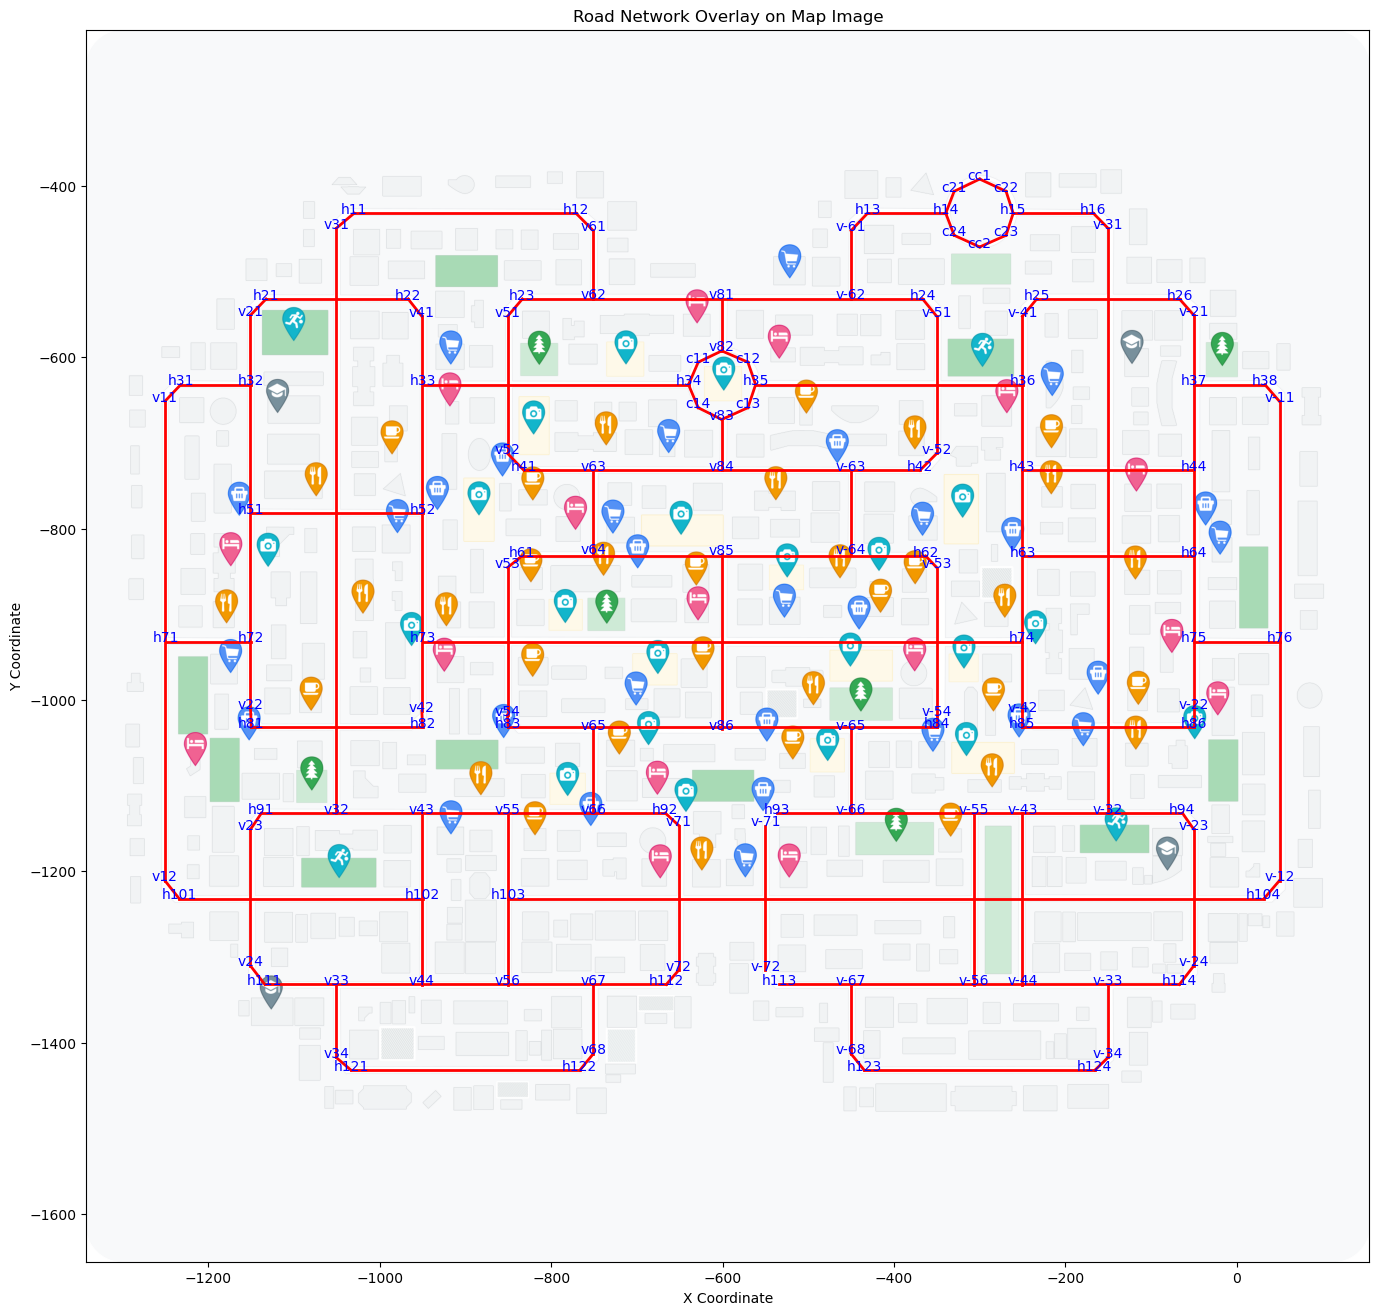 Road Network Overlay on Map Image
cc1
c21 c22
h11 h12 h13 h14 h15 h16
v31 v61 v-61 v-31
c24 c23
cc2
−400
h21 h22 h23 v62 v81 v-62 h24 h25 h26
v21 v41 v51 v-51 v-41 v-21
v82
−600
c11 c12
h31 h32 h33 h34 h35 h36 h37 h38
v11 v-11
c14 c13
v83
v52 v-52
h41 v63 v84 v-63 h42 h43 h44
h51 h52
−800
h61 v64 v85 v-64 h62 h63 h64
v53 v-53
h71 h72 h73 h74 h75 h76
−1000
v22 v42 v54 v-54 v-42 v-22
h81 h82 h83 v65 v86 v-65 h84 h85 h86
h91 v32 v43 v55 v66 h92 h93 v-66 v-55 v-43 v-32 h94
v23 v71 v-71 v-23
−1200
v12 v-12
h101 h102 h103 h104
v24 v72 v-72 v-24
h111 v33 v44 v56 v67 h112 h113 v-67 v-56 v-44 v-33 h114
−1400
v34 v68 v-68 v-34
h121 h122 h123 h124
−1600
Y Coordinate
−1200 −1000 −800 −600 −400 −200 0
X Coordinate